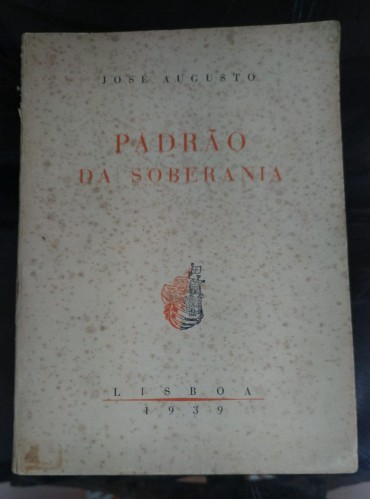 JOSÉ AUGUSTO
PADRÃO
DA SOBERANIA
LISBOA
1939